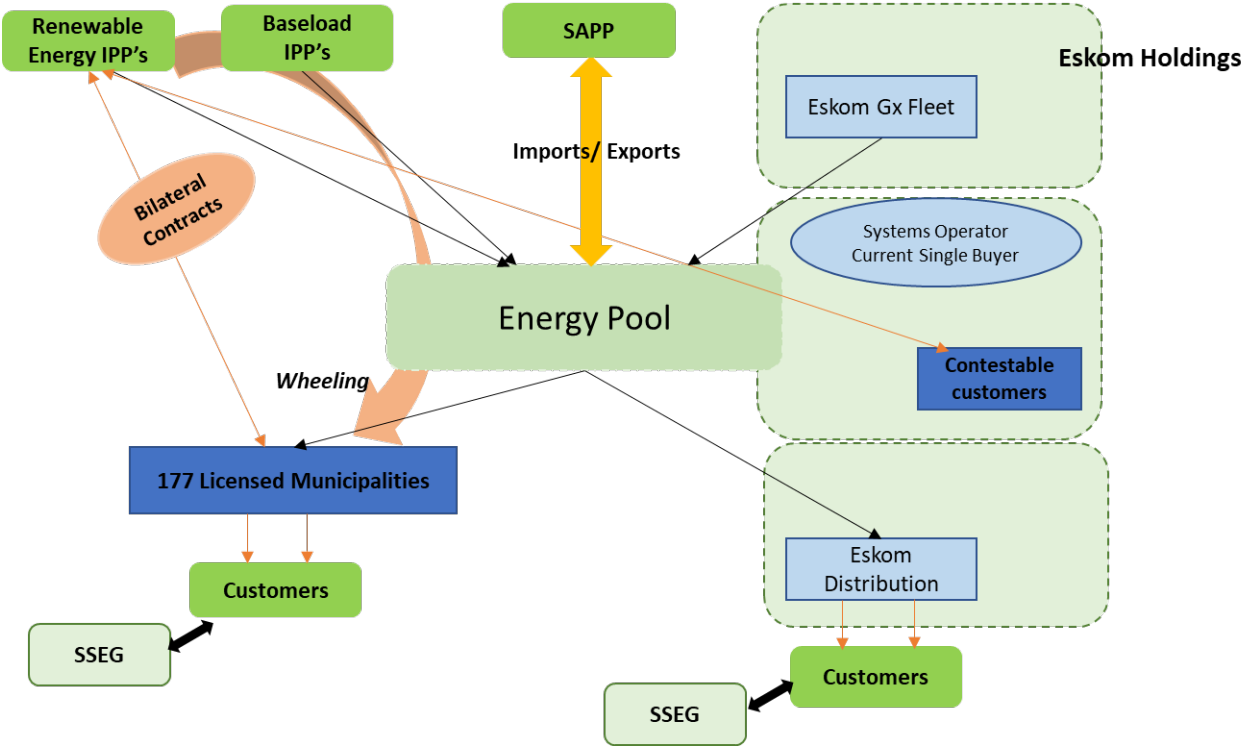 Renewable
Energy IPP's
Baseload
IPP's
SAPP
Eskom Holdings
Eskom Gx Fleet
Imports/ Exports
Bilateral
Contracts
Systems Operator
Current Single Buyer
Energy Pool
Wheeling
Contestable
customers
177 Licensed Municipalities
Eskom
Distribution
Customers
SSEG
Customers
SSEG